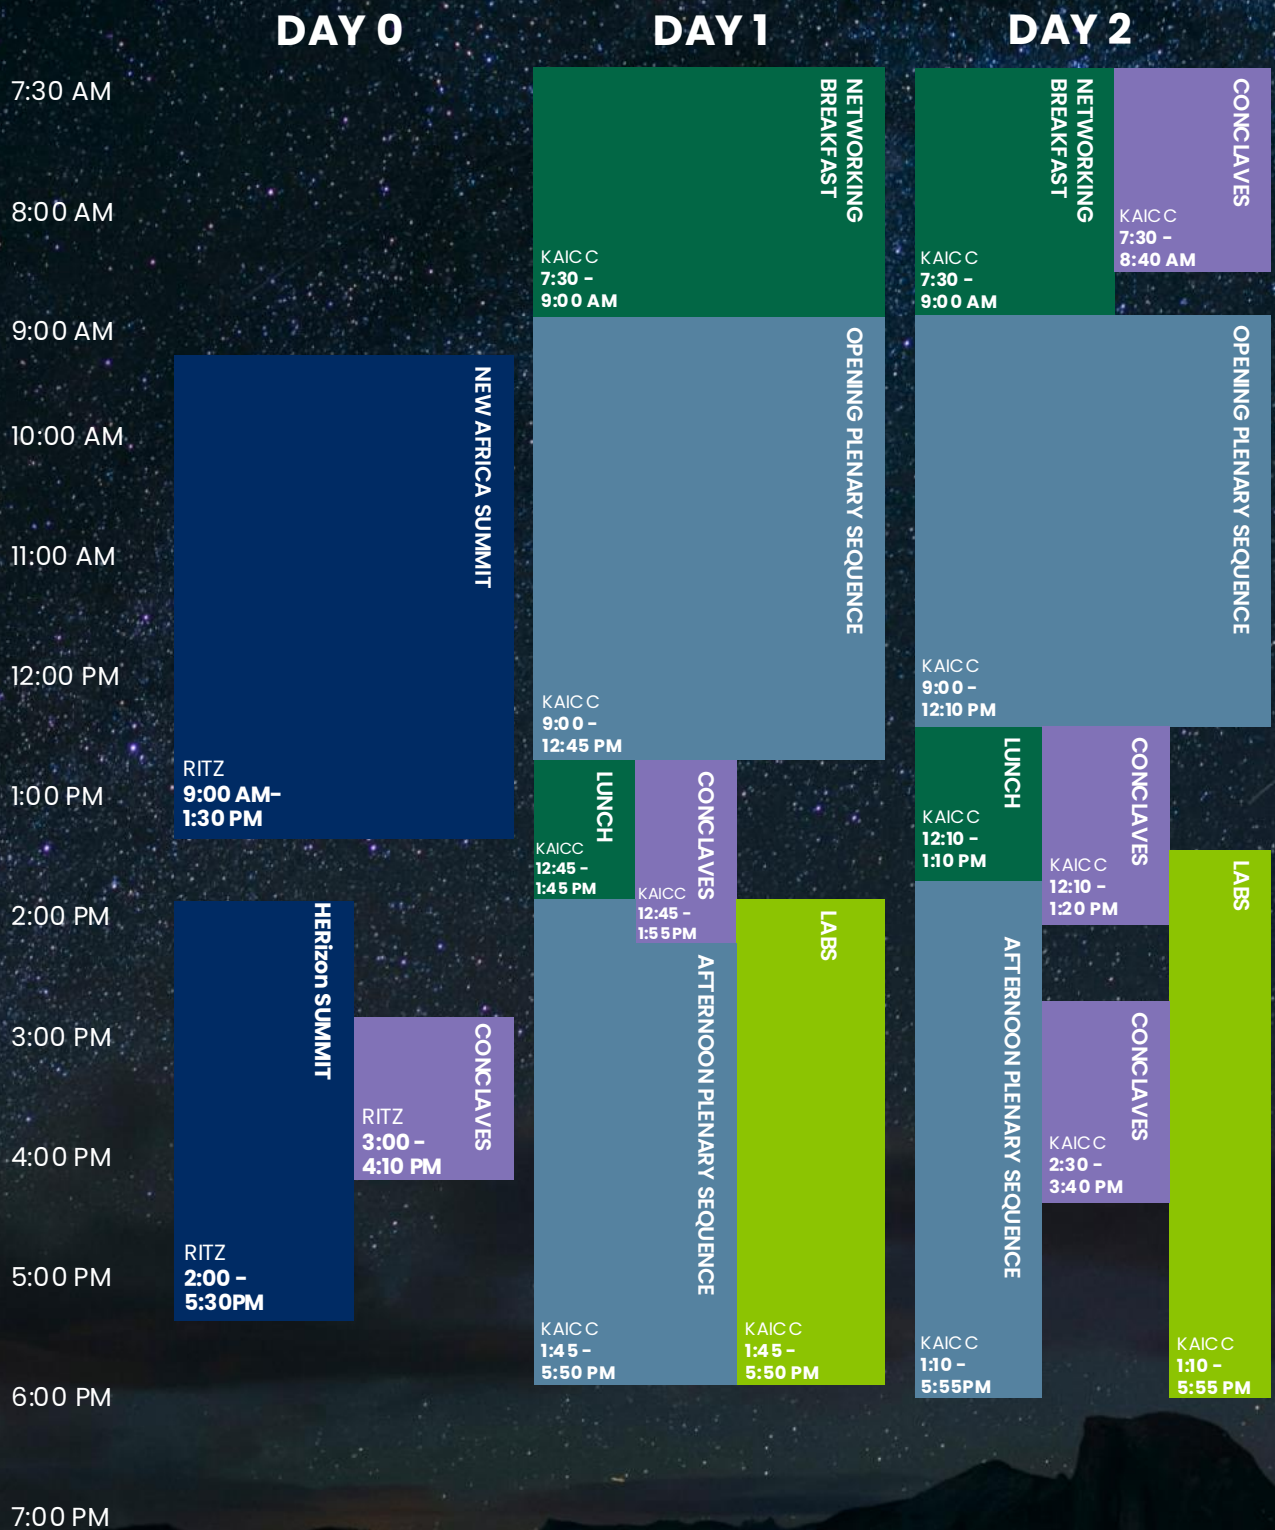 DAY 0
DAY 1
DAY 2
7:30 AM
8:00 AM
9:00 AM
10:00 AM
11:00 AM
12:00 PM
1:00 PM
2:00 PM
3:00 PM
4:00 PM
5:00 PM
6:00 PM
7:00 PM
NEW AFRICA SUMMIT
RITZ
9:00 AM-
1:30 PM
HERizon SUMMIT
RITZ
2:00 -
5:30PM
CONCLAVES
RITZ
3:00 -
4:10 PM
NETWORKING
BREAKFAST
KAICC
7:30 -
9:00 AM
OPENING PLENARY SEQUENCE
KAICC
9:00 -
12:45 PM
LUNCH
KAICC
12:45 -
1:45 PM
CONCLAVES
KAICC
12:45 -
1:55PM
AFTERNOON PLENARY SEQUENCE
KAICC
1:45 -
5:50 PM
LABS
KAICC
1:45 -
5:50 PM
NETWORKING
BREAKFAST
KAICC
7:30 -
9:00 AM
CONCLAVES
KAICC
7:30 -
8:40 AM
OPENING PLENARY SEQUENCE
KAICC
9:00 -
12:10 PM
LUNCH
KAICC
12:10 -
1:10 PM
CONCLAVES
KAICC
12:10 -
1:20 PM
AFTERNOON PLENARY SEQUENCE
KAICC
1:10 -
5:55PM
CONCLAVES
KAICC
2:30 -
3:40 PM
LABS
KAICC
1:10 -
5:55 PM